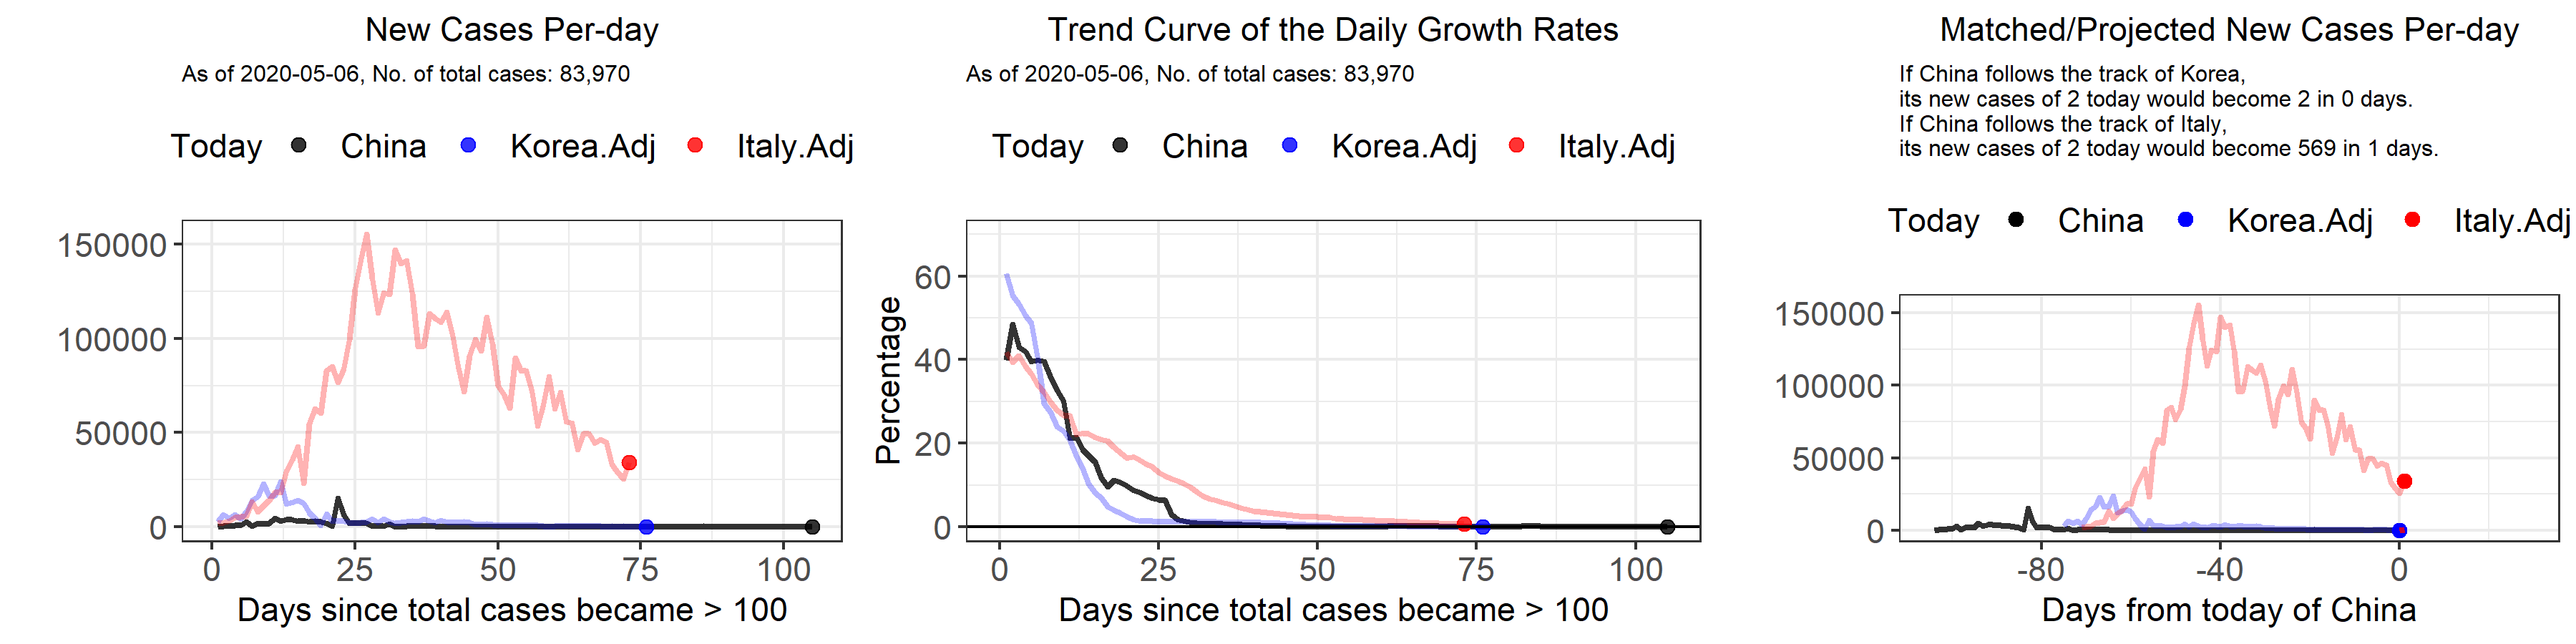 New Cases Per-day
As of 2020-05-06, No. of total cases: 83,970
Today China Korea.Adj Italy.Adj
150000
100000
50000
0
0 25 50 75 100
Days since total cases became > 100
Trend Curve of the Daily Growth Rates
As of 2020-05-06, No. of total cases: 83,970
Today China Korea.Adj Italy.Adj
Percentage
60
40
20
0
0 25 50 75 100
Days since total cases became > 100
Matched/Projected New Cases Per-day
If China follows the track of Korea,
its new cases of 2 today would become 2 in 0 days.
If China follows the track of Italy,
its new cases of 2 today would become 569 in 1 days.
Today China Korea.Adj Italy.Adj
150000
100000
50000
0
-80 -40 0
Days from today of China